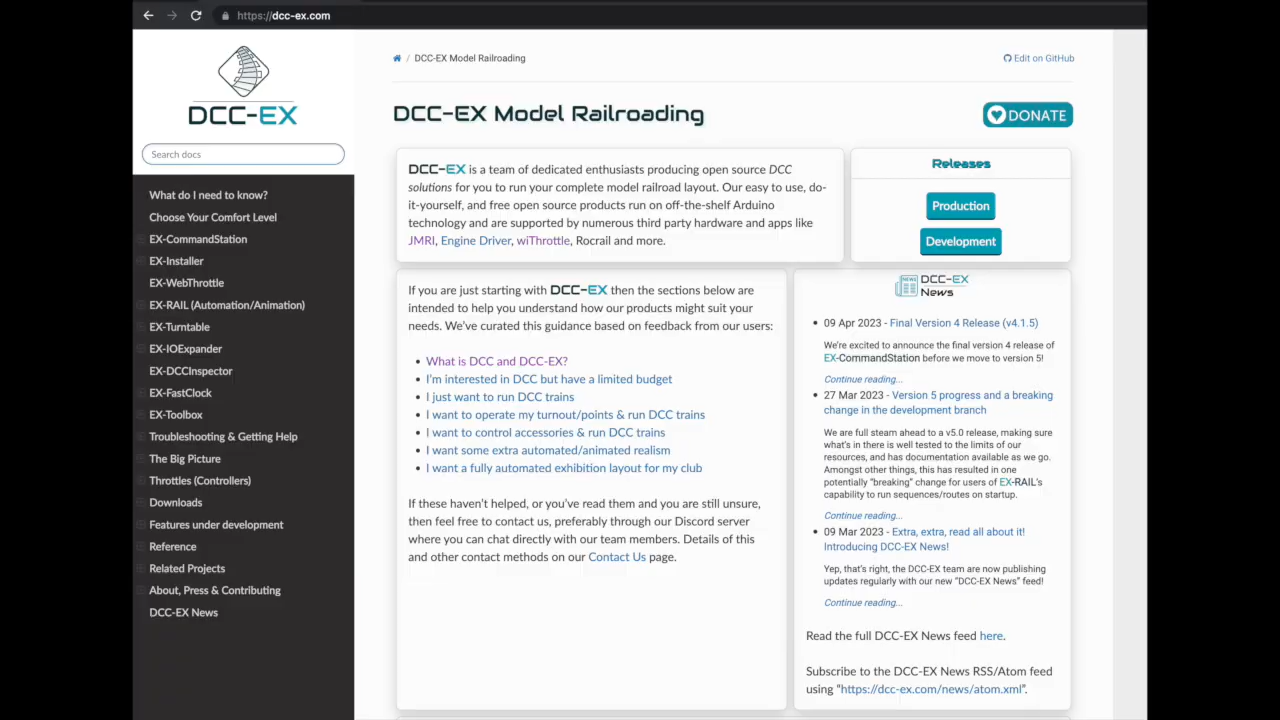 https://dcc-ex.com
DCC-EX
Search docs
What do I need to know?
Choose Your Comfort Level
EX-CommandStation
EX-Installer
EX-WebThrottle
EX-RAIL (Automation/Animation)
EX-Turntable
EX-IOExpander
EX-DCCInspector
EX-FastClock
EX-Toolbox
Troubleshooting & Getting Help
The Big Picture
Throttles (Controllers)
Downloads
Features under development
Reference
Related Projects
About, Press & Contributing
DCC-EX News
/ DCC-EX Model Railroading
Edit on GitHub
DCC-EX Model Railroading
DONATE
DCC-EX is a team of dedicated enthusiasts producing open source DCC
solutions for you to run your complete model railroad layout. Our easy to use, do-
it-yourself, and free open source products run on off-the-shelf Arduino
technology and are supported by numerous third party hardware and apps like
JMRI, Engine Driver, wiThrottle, Rocrail and more.
Releases
Production
Development
If you are just starting with DCC-EX then the sections below are
intended to help you understand how our products might suit your
needs. We've curated this guidance based on feedback from our users:
• What is DCC and DCC-EX?
• I'm interested in DCC but have a limited budget
• I just want to run DCC trains
• I want to operate my turnout/points & run DCC trains
• I want to control accessories & run DCC trains
• I want some extra automated/animated realism
• I want a fully automated exhibition layout for my club
If these haven't helped, or you've read them and you are still unsure,
then feel free to contact us, preferably through our Discord server
where you can chat directly with our team members. Details of this
and other contact methods on our Contact Us page.
NEWS
DCC-EX
News
• 09 Apr 2023 - Final Version 4 Release (v4.1.5)
We're excited to announce the final version 4 release of
EX-CommandStation before we move to version 5!
Continue reading...
• 27 Mar 2023 - Version 5 progress and a breaking
change in the development branch
We are full steam ahead to a v5.0 release, making sure
what's in there is well tested to the limits of our
resources, and has documentation available as we go.
Amongst other things, this has resulted in one
potentially "breaking" change for users of EX-RAIL's
capability to run sequences/routes on startup.
Continue reading...
• 09 Mar 2023 - Extra, extra, read all about it!
Introducing DCC-EX News!
Yep, that's right, the DCC-EX team are now publishing
updates regularly with our new "DCC-EX News" feed!
Continue reading...
Read the full DCC-EX News feed here.
Subscribe to the DCC-EX News RSS/Atom feed
using "https://dcc-ex.com/news/atom.xml".